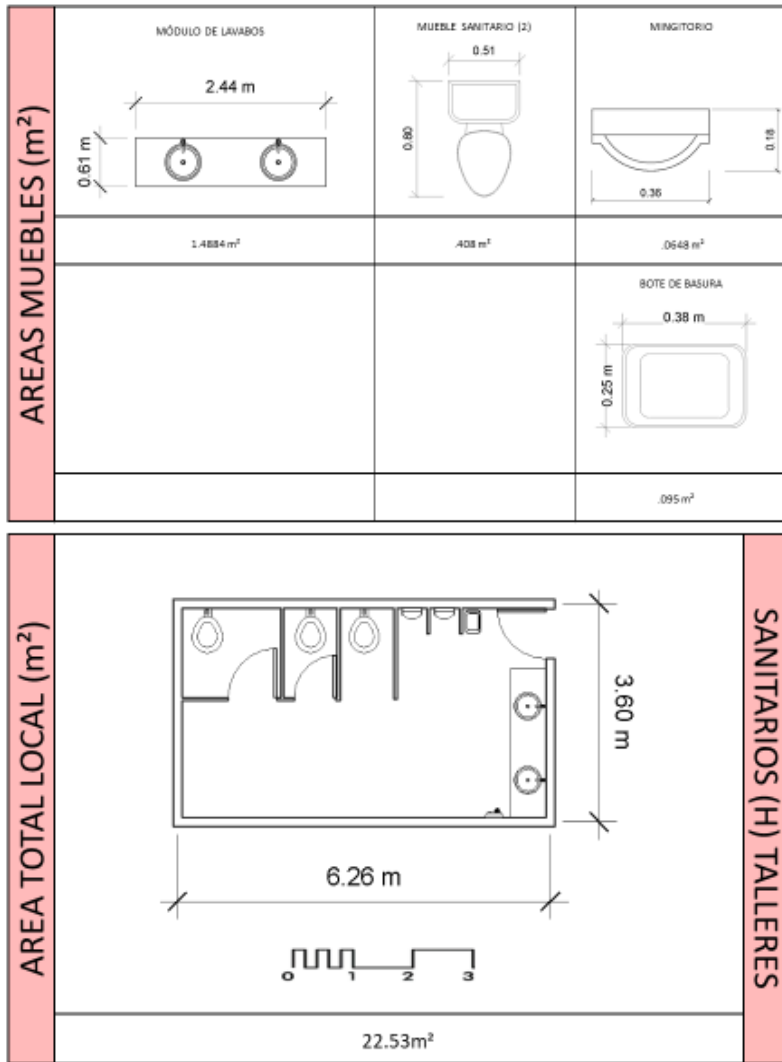 AREAS MUEBLES (m²)
MÓDULO DE LAVABOS
2.44 m
0.61 m
1.4884 m²
MUEBLE SANITARIO (2)
0.51
0.80
.408 m²
MINGITORIO
0.18
0.36
.0648 m²
BOTE DE BASURA
0.38 m
0.25 m
.095 m²
AREA TOTAL LOCAL (m²)
SANITARIOS (H) TALLERES
3.60 m
6.26 m
0 1 2 3
22.53m²